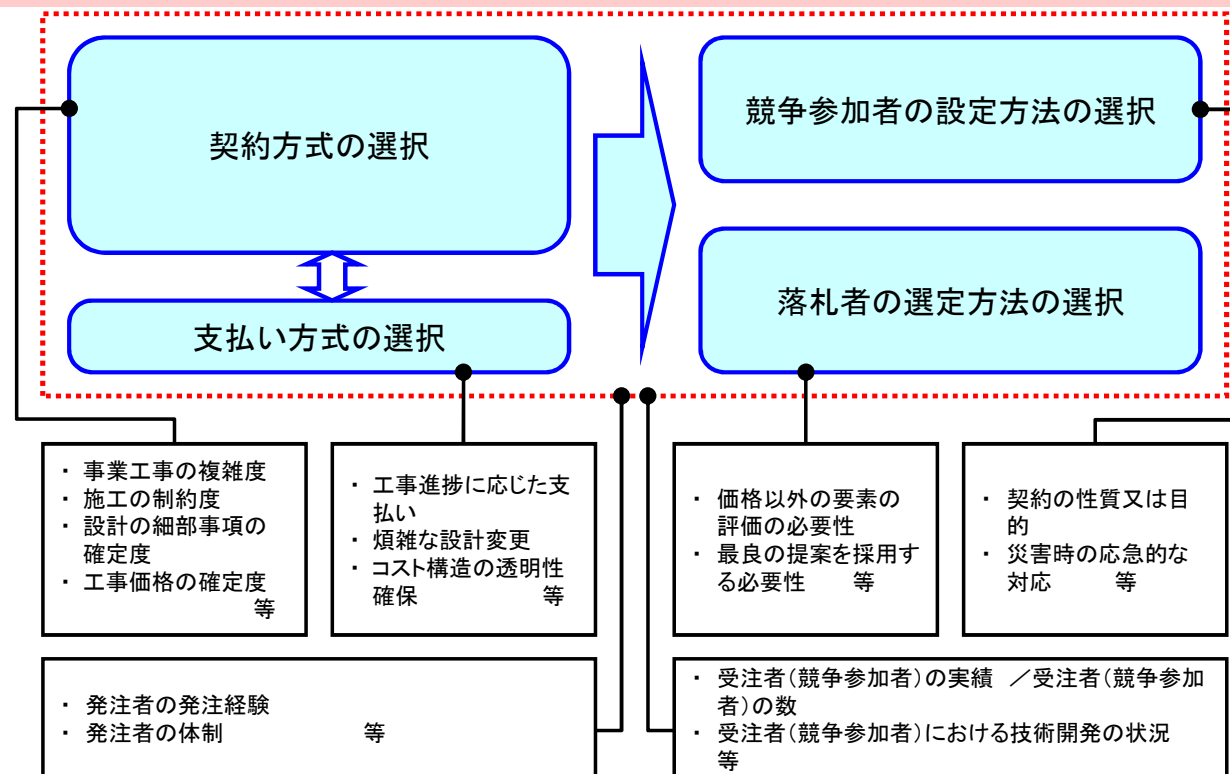 契約方式の選択
支払い方式の選択
競争参加者の設定方法の選択
落札者の選定方法の選択
・ 事業工事の複雑度
・ 施工の制約度
・ 設計の細部事項の
確定度
・ 工事価格の確定度
等
・ 工事進捗に応じた支
払い
・ 煩雑な設計変更
・ コスト構造の透明性
確保 等
・ 価格以外の要素の
評価の必要性
・ 最良の提案を採用す
る必要性 等
・ 契約の性質又は目
的
・ 災害時の応急的な
対応 等
・ 発注者の発注経験
・ 発注者の体制 等
・ 受注者(競争参加者)の実績 ／受注者(競争参加
者)の数
・ 受注者(競争参加者)における技術開発の状況
等